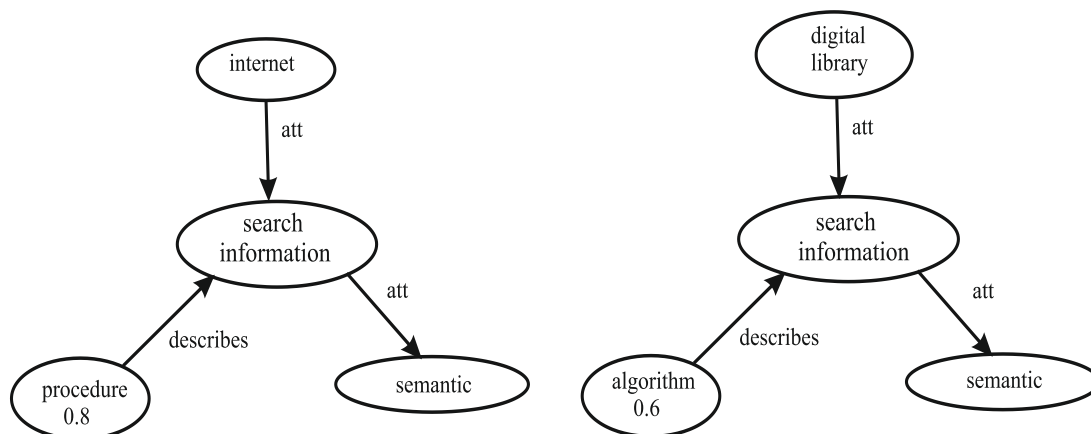 internet
att
search
information
att
describes
procedure
0.8
semantic
digital
library
att
search
information
att
describes
algorithm
0.6
semantic